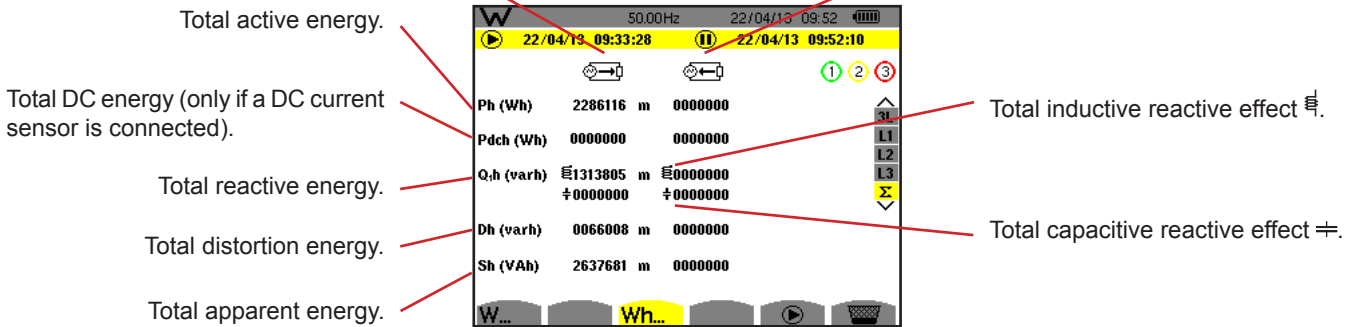 Total active energy.
Total DC energy (only if a DC current
sensor is connected).
Total reactive energy.
Total distortion energy.
Total apparent energy.
W 50.00Hz 22/04/13 09:52
22/04/13 09:33:28 22/04/13 09:52:10
1 2 3
Ph (Wh) 2286116 m 0000000
Pdch (Wh) 0000000 0000000
Q₁h (varh) 1313805 m 0000000
0000000 0000000
Dh (varh) 0066008 m 0000000
Sh (VAh) 2637681 m 0000000
3L
L1
L2
L3
Σ
W... Wh...
Total inductive reactive effect .
Total capacitive reactive effect .